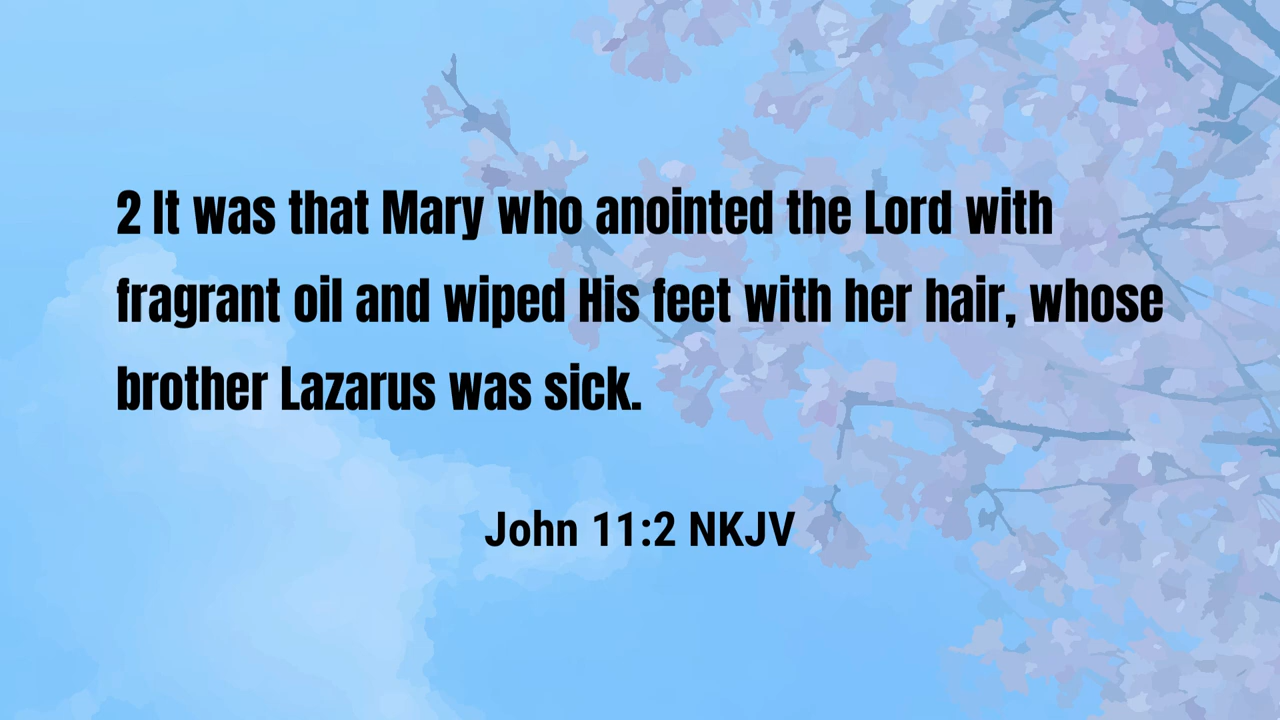 2 It was that Mary who anointed the Lord with
fragrant oil and wiped His feet with her hair, whose
brother Lazarus was sick.
John 11:2 NKJV